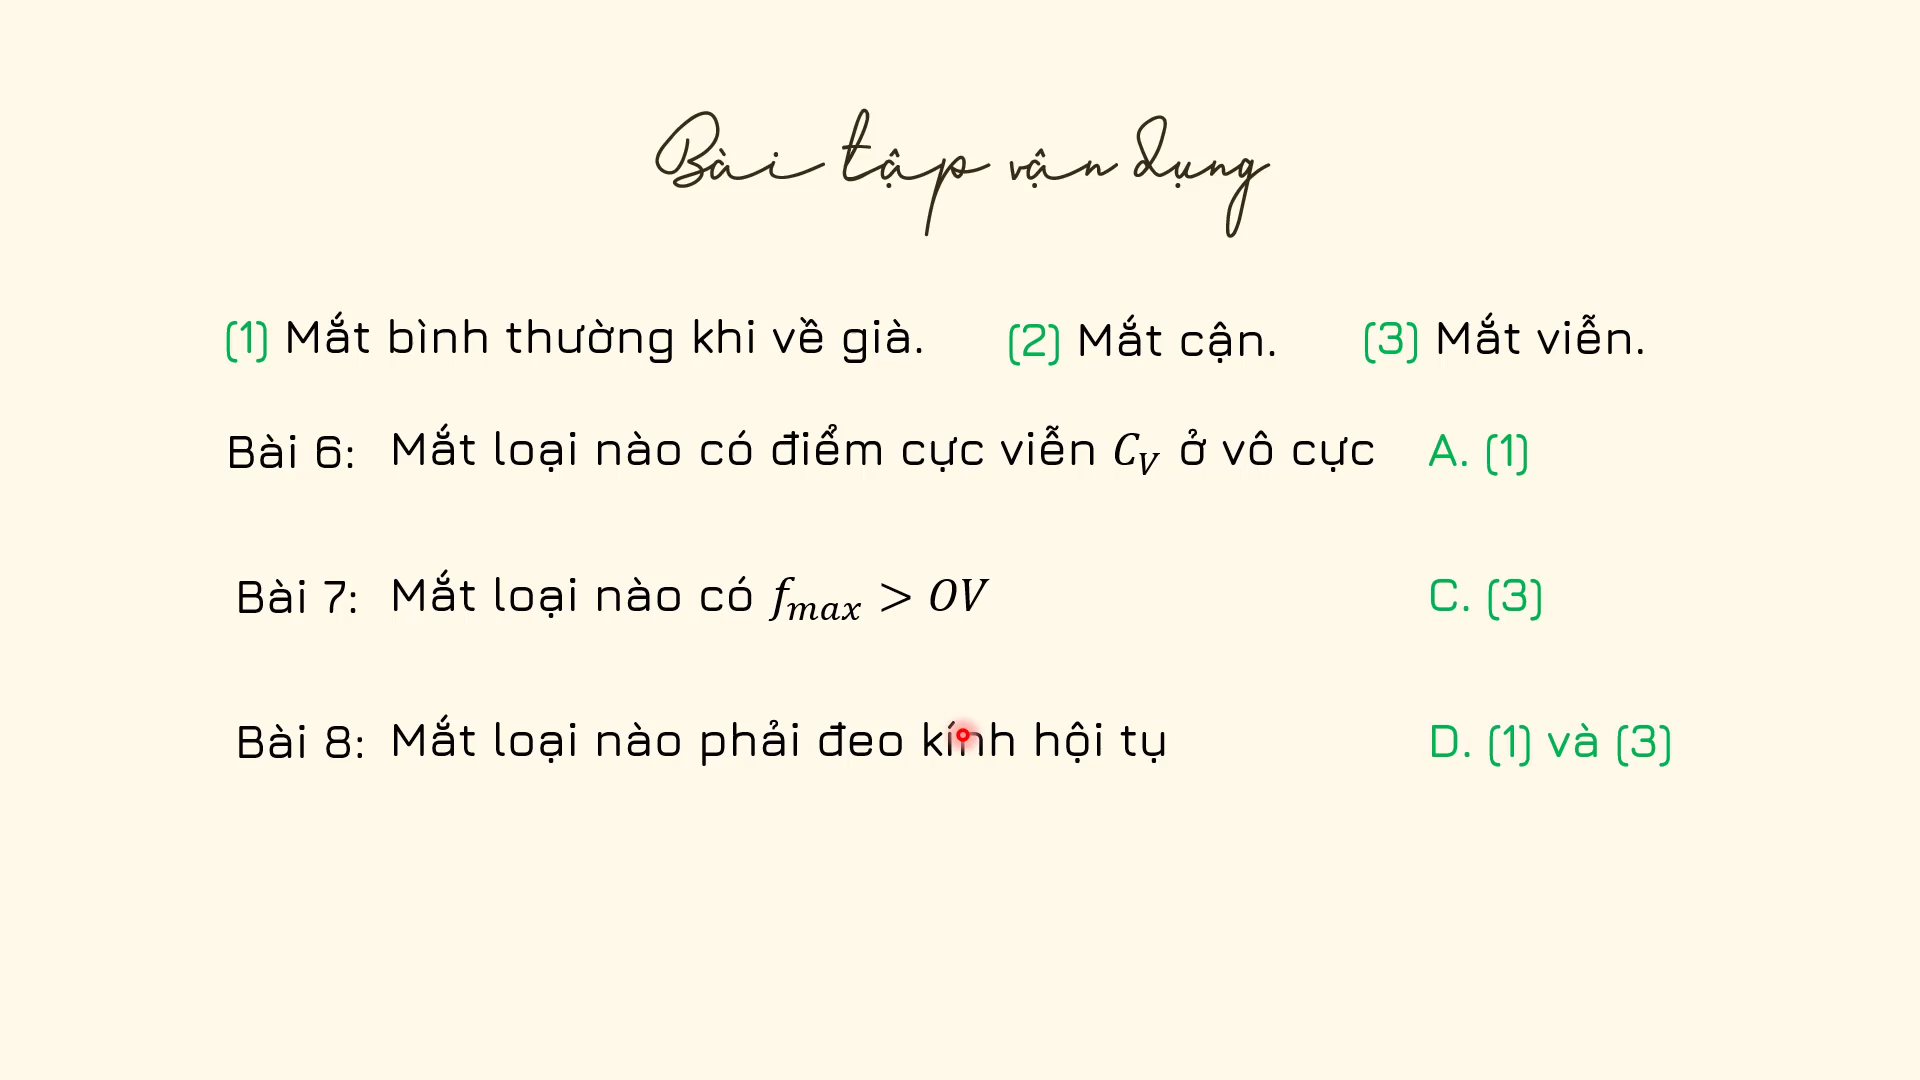 Bài tập vận dụng
(1) Mắt bình thường khi về già. (2) Mắt cận. (3) Mắt viễn.
Bài 6: Mắt loại nào có điểm cực viễn C_V ở vô cực A. (1)
Bài 7: Mắt loại nào có f_max > OV C. (3)
Bài 8: Mắt loại nào phải đeo kính hội tụ D. (1) và (3)